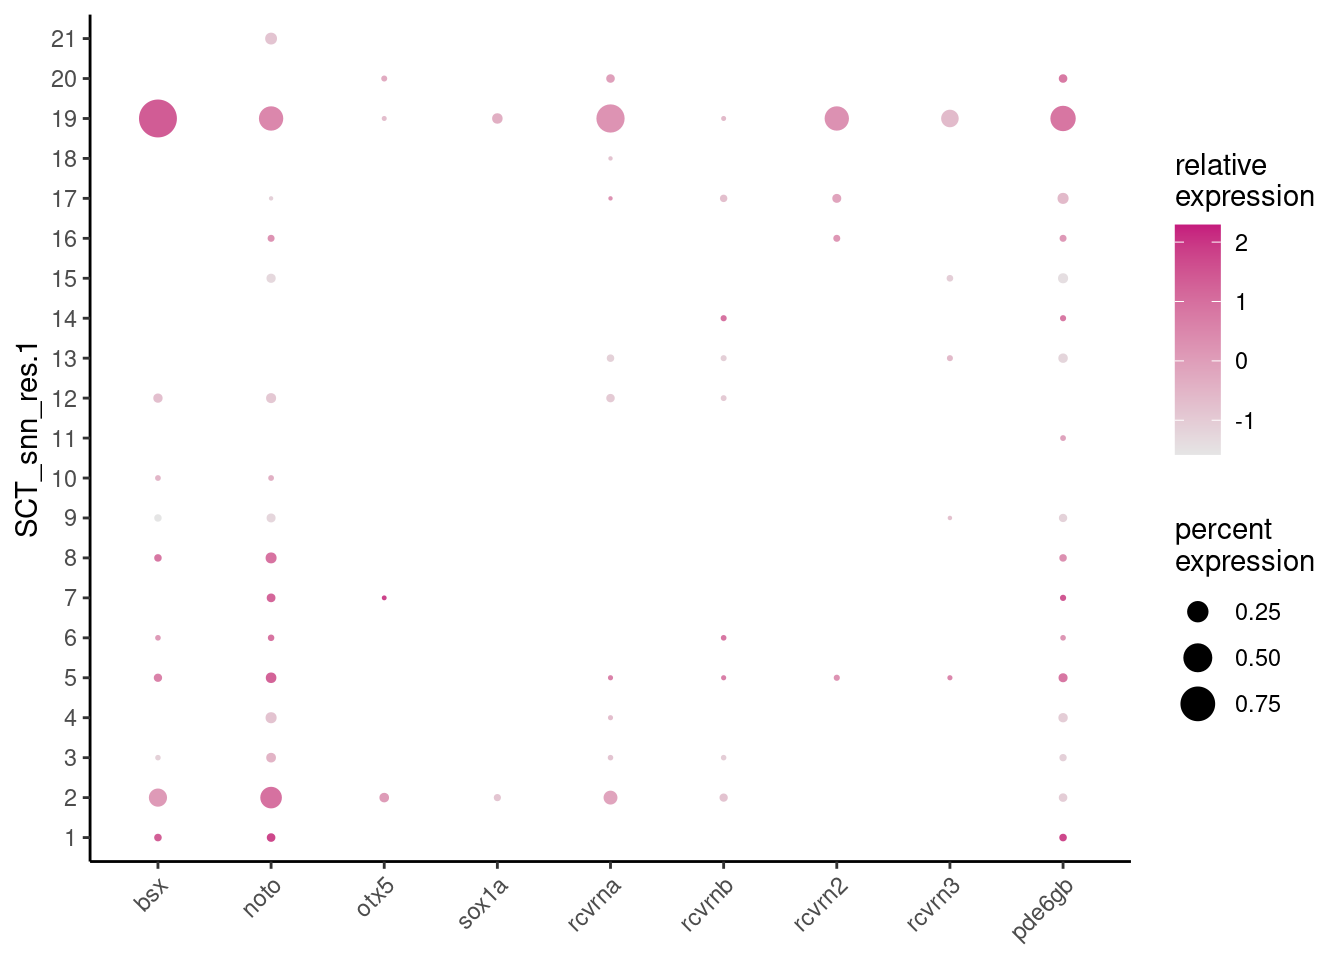 SCT_snn_res.1
21
20
19
18
17
16
15
14
13
12
11
10
9
8
7
6
5
4
3
2
1
bsx
noto
otx5
sox1a
rcvrna
rcvrnb
rcvrn2
rcvrn3
pde6gb
relative
expression
2
1
0
-1
percent
expression
0.25
0.50
0.75